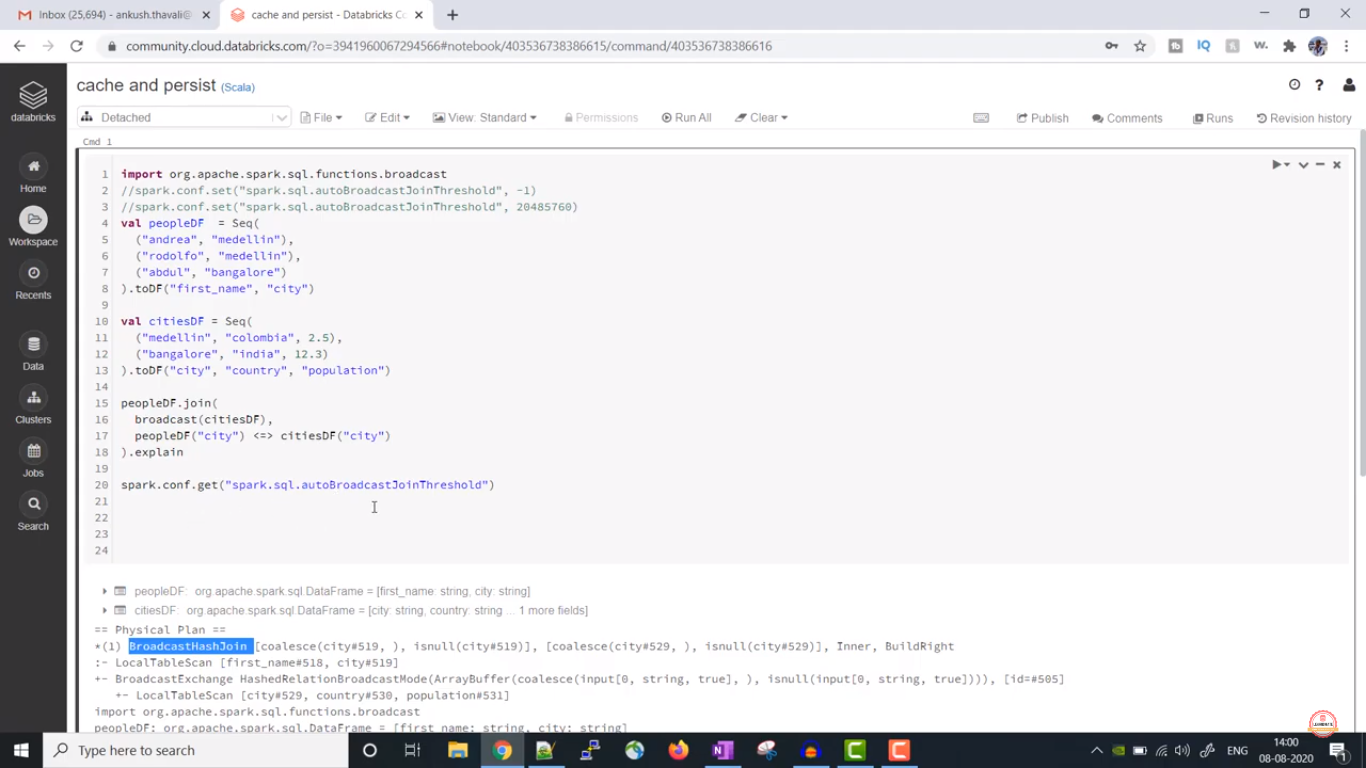 Inbox (25,694) - ankush.thavali@
cache and persist - Databricks Co
community.cloud.databricks.com/?o=3941960067294566#notebook/403536738386615/command/403536738386616
cache and persist (Scala)
Detached File Edit View: Standard Permissions Run All Clear Publish Comments Runs Revision history
databricks
Home
Workspace
Recents
Data
Clusters
Jobs
Search
Cmd 1
1 import org.apache.spark.sql.functions.broadcast
2 //spark.conf.set("spark.sql.autoBroadcastJoinThreshold", -1)
3 //spark.conf.set("spark.sql.autoBroadcastJoinThreshold", 20485760)
4 val peopleDF  = Seq(
5   ("andrea", "medellin"),
6   ("rodolfo", "medellin"),
7   ("abdul", "bangalore")
8 ).toDF("first_name", "city")
9
10 val citiesDF = Seq(
11   ("medellin", "colombia", 2.5),
12   ("bangalore", "india", 12.3)
13 ).toDF("city", "country", "population")
14
15 peopleDF.join(
16   broadcast(citiesDF),
17   peopleDF("city") <=> citiesDF("city")
18 ).explain
19
20 spark.conf.get("spark.sql.autoBroadcastJoinThreshold")
21
22
23
24
peopleDF: org.apache.spark.sql.DataFrame = [first_name: string, city: string]
citiesDF: org.apache.spark.sql.DataFrame = [city: string, country: string ... 1 more fields]
== Physical Plan ==
*(1) BroadcastHashJoin [coalesce(city#519, ), isnull(city#519)], [coalesce(city#529, ), isnull(city#529)], Inner, BuildRight
:- LocalTableScan [first_name#518, city#519]
+- BroadcastExchange HashedRelationBroadcastMode(ArrayBuffer(coalesce(input[0, string, true], ), isnull(input[0, string, true]))), [id=#505]
   +- LocalTableScan [city#529, country#530, population#531]
import org.apache.spark.sql.functions.broadcast
peopleDF: org.apache.spark.sql.DataFrame = [first_name: string, city: string]
Type here to search
ENG
14:00
08-08-2020